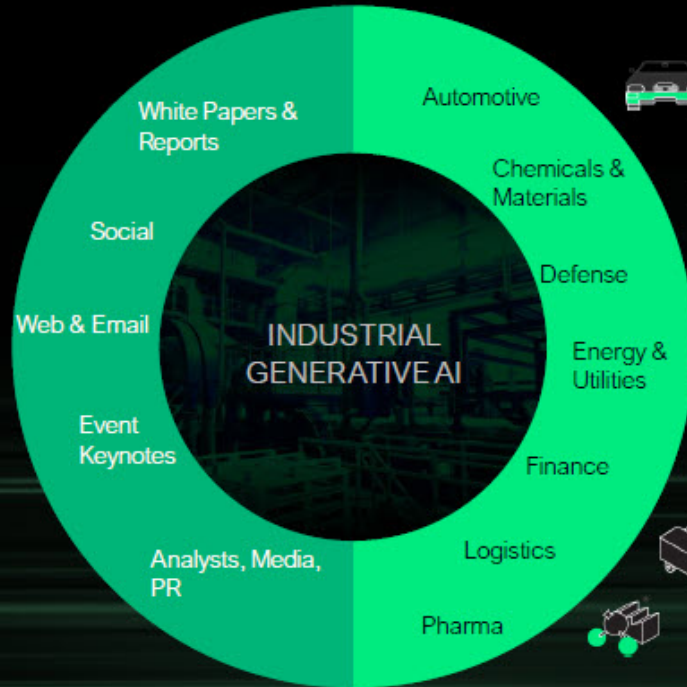 White Papers &
Reports
Social
Web & Email
Event
Keynotes
Analysts, Media,
PR
INDUSTRIAL
GENERATIVE AI
Automotive
Chemicals &
Materials
Defense
Energy &
Utilities
Finance
Logistics
Pharma